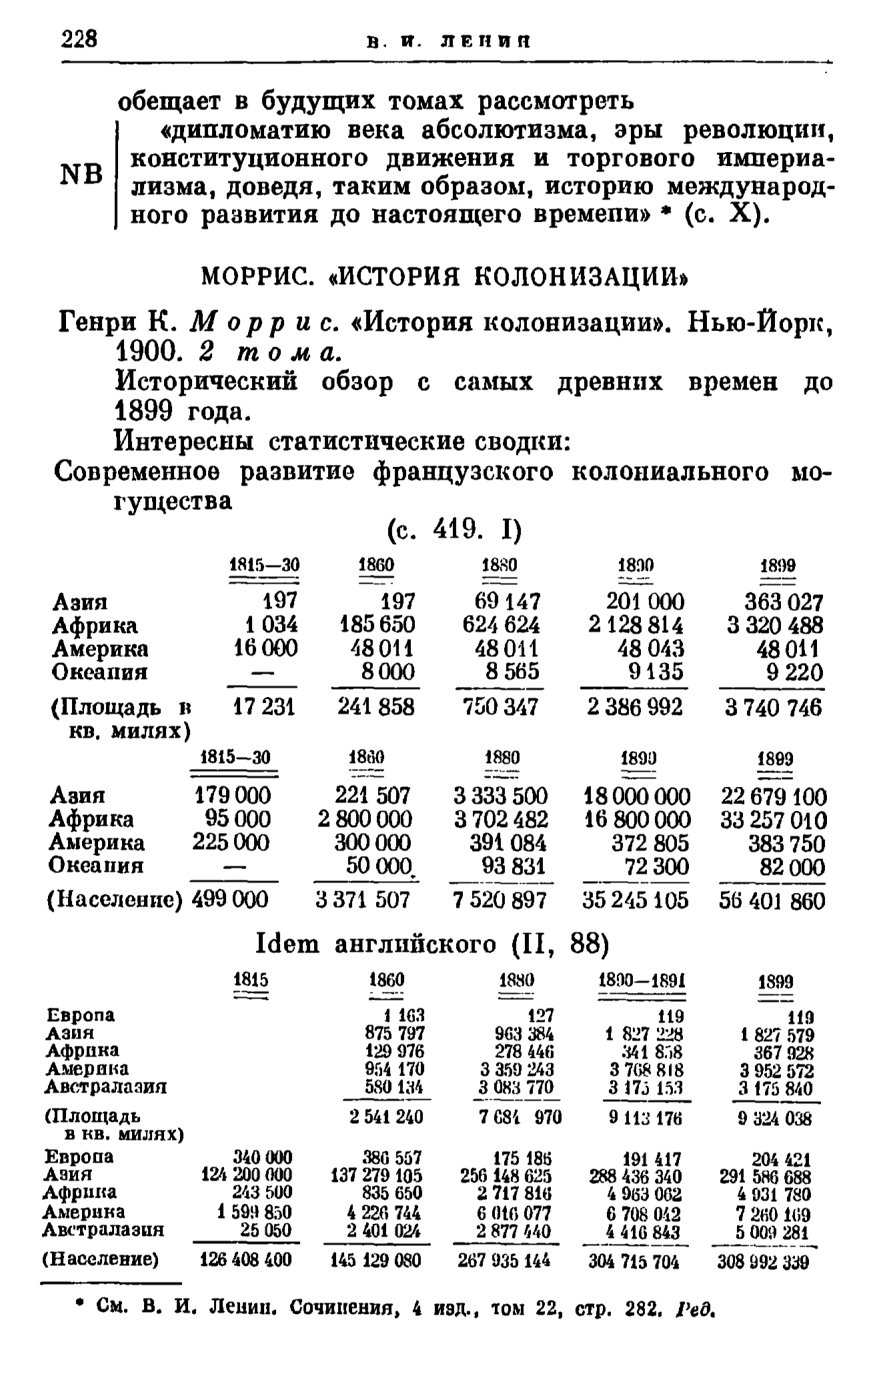 228
В. И. ЛЕНИН
обещает в будущих томах рассмотреть
«дипломатию века абсолютизма, эры революции,
NB
конституционного движения и торгового империа-
лизма, доведя, таким образом, историю международ-
ного развития до настоящего времени» * (с. X).
МОРРИС. «ИСТОРИЯ КОЛОНИЗАЦИИ»
Генри К. Моррис. «История колонизации». Нью-Йорк,
1900. 2 тома.
Исторический обзор с самых древних времен до
1899 года.
Интересны статистические сводки:
Современное развитие французского колониального мо-
гущества
(с. 419. I)
1815—30 1860 1880 1890 1899
Азия 197 197 69 147 201 000 363 027
Африка 1 034 185 650 624 624 2 128 814 3 320 488
Америка 16 000 48 011 48 011 48 043 48 011
Океания — 8 000 8 565 9 135 9 220
(Площадь в 17 231 241 858 750 347 2 386 992 3 740 746
кв. милях)
1815—30 1860 1880 1890 1899
Азия 179 000 221 507 3 333 500 18 000 000 22 679 100
Африка 95 000 2 800 000 3 702 482 16 800 000 33 257 010
Америка 225 000 300 000 391 084 372 805 383 750
Океания — 50 000 93 831 72 300 82 000
(Население) 499 000 3 371 507 7 520 897 35 245 105 56 401 860
Idem английского (II, 88)
1815 1860 1880 1890—1891 1899
Европа 1 163 127 119 119
Азия 875 797 963 384 1 827 228 1 827 579
Африка 129 976 278 446 341 858 367 928
Америка 954 170 3 359 243 3 768 818 3 952 572
Австралазия 580 134 3 083 770 3 175 153 3 175 840
(Площадь 2 541 240 7 684 970 9 113 176 9 324 038
в кв. милях)
Европа 340 000 386 557 175 186 191 417 204 421
Азия 124 200 000 137 279 105 256 148 625 288 436 340 291 586 688
Африка 243 500 835 650 2 717 816 4 963 062 4 931 780
Америка 1 599 850 4 226 744 6 016 077 6 708 042 7 260 169
Австралазия 25 050 2 401 024 2 877 440 4 416 843 5 009 281
(Население) 126 408 400 145 129 080 267 935 144 304 715 704 308 992 339
* См. В. И. Ленин. Сочинения, 4 изд., том 22, стр. 282. Ред.